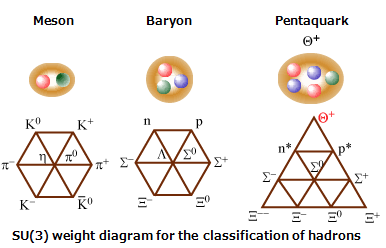 Meson Baryon Pentaquark
Θ⁺
K⁰ K⁺ n p Θ⁺
n* p*
π⁻ η π⁰ π⁺ Σ⁻ Λ Σ⁰ Σ⁺ Σ⁻ Σ⁰ Σ⁺
K⁻ K̅⁰ Ξ⁻ Ξ⁰ Ξ⁻⁻ Ξ⁻ Ξ⁰ Ξ⁺
SU(3) weight diagram for the classification of hadrons